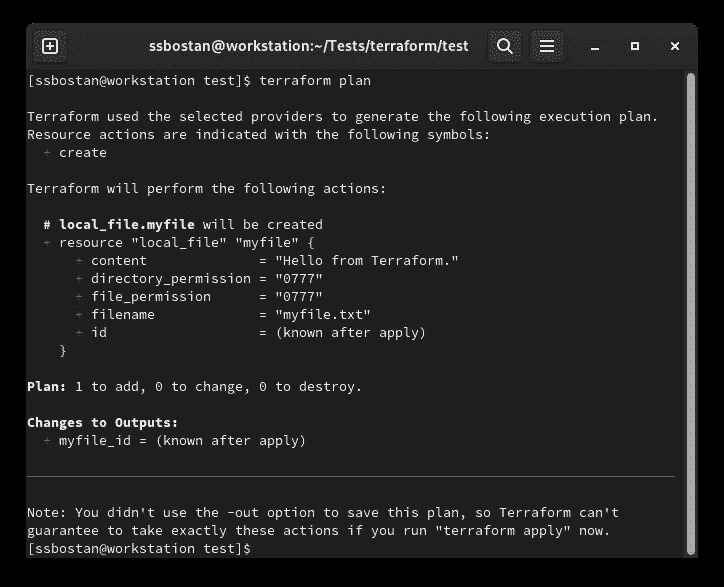 ssbostan@workstation:~/Tests/terraform/test
[ssbostan@workstation test]$ terraform plan
Terraform used the selected providers to generate the following execution plan.
Resource actions are indicated with the following symbols:
+ create
Terraform will perform the following actions:
# local_file.myfile will be created
+ resource "local_file" "myfile" {
+ content = "Hello from Terraform."
+ directory_permission = "0777"
+ file_permission = "0777"
+ filename = "myfile.txt"
+ id = (known after apply)
}
Plan: 1 to add, 0 to change, 0 to destroy.
Changes to Outputs:
+ myfile_id = (known after apply)
Note: You didn't use the -out option to save this plan, so Terraform can't
guarantee to take exactly these actions if you run "terraform apply" now.
[ssbostan@workstation test]$